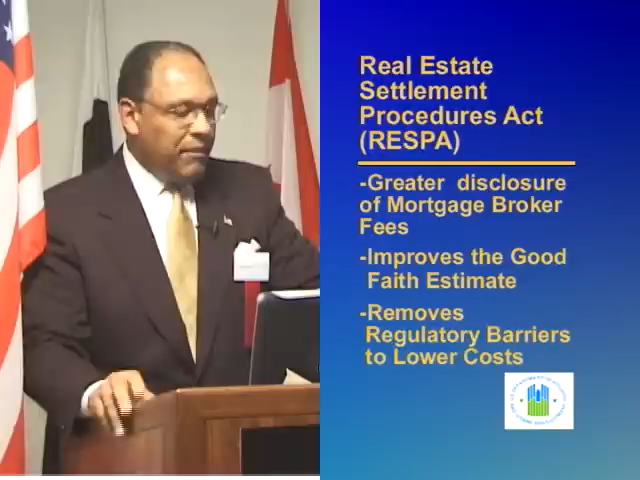 Real Estate
Settlement
Procedures Act
(RESPA)
-Greater disclosure
of Mortgage Broker
Fees
-Improves the Good
Faith Estimate
-Removes
Regulatory Barriers
to Lower Costs